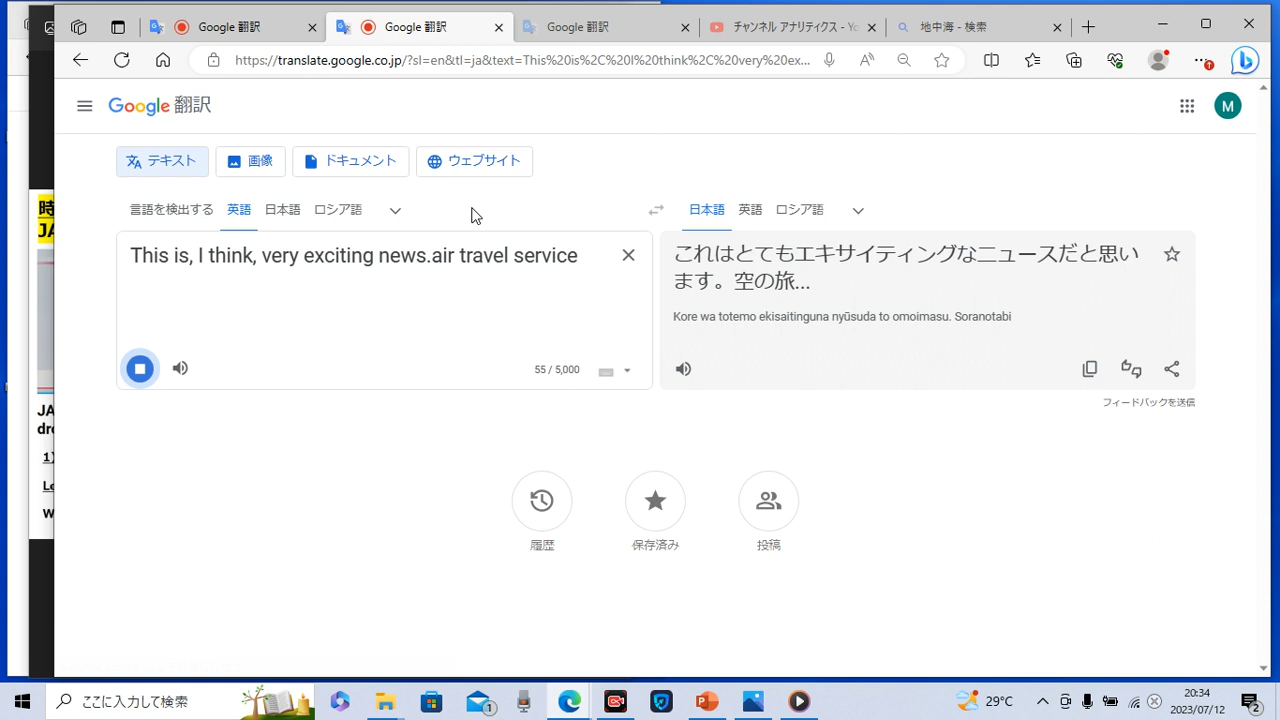 Google 翻訳
Google 翻訳
Google 翻訳
チャンネル アナリティクス - Yo
地中海 - 検索
https://translate.google.co.jp/?sl=en&tl=ja&text=This%20is%2C%20I%20think%2C%20very%20ex...
Google 翻訳
M
テキスト
画像
ドキュメント
ウェブサイト
言語を検出する
英語
日本語
ロシア語
日本語
英語
ロシア語
This is, I think, very exciting news.air travel service
これはとてもエキサイティングなニュースだと思い
ます。空の旅...
Kore wa totemo ekisaitinguna nyūsuda to omoimasu. Soranotabi
55 / 5,000
フィードバックを送信
時
JA
JA
dro
1)
Le
W
履歴
保存済み
投稿
ここに入力して検索
1
29°C
20:34
2023/07/12
2